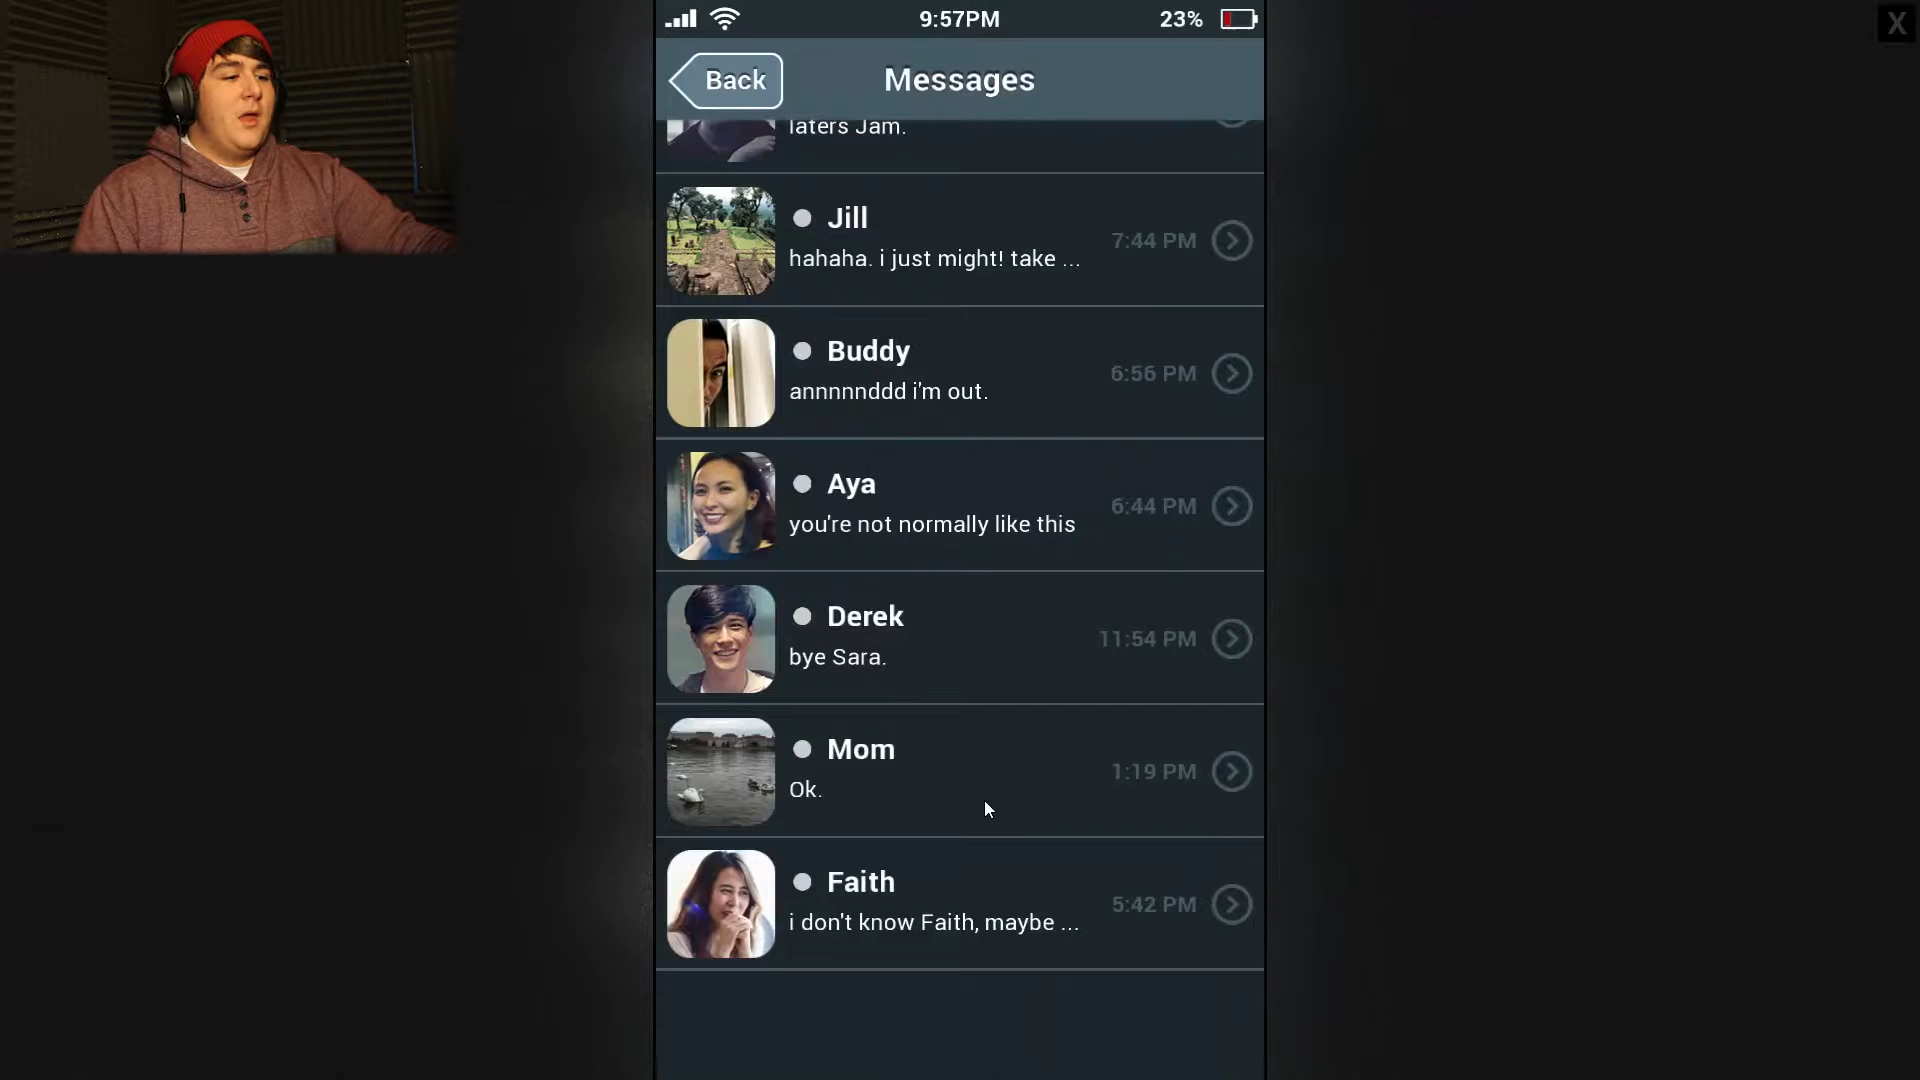 9:57PM 23%
X
Back Messages
laters Jam.
Jill
7:44 PM
hahaha. i just might! take ...
Buddy
6:56 PM
annnnnddd i'm out.
Aya
6:44 PM
you're not normally like this
Derek
11:54 PM
bye Sara.
Mom
1:19 PM
Ok.
Faith
5:42 PM
i don't know Faith, maybe ...